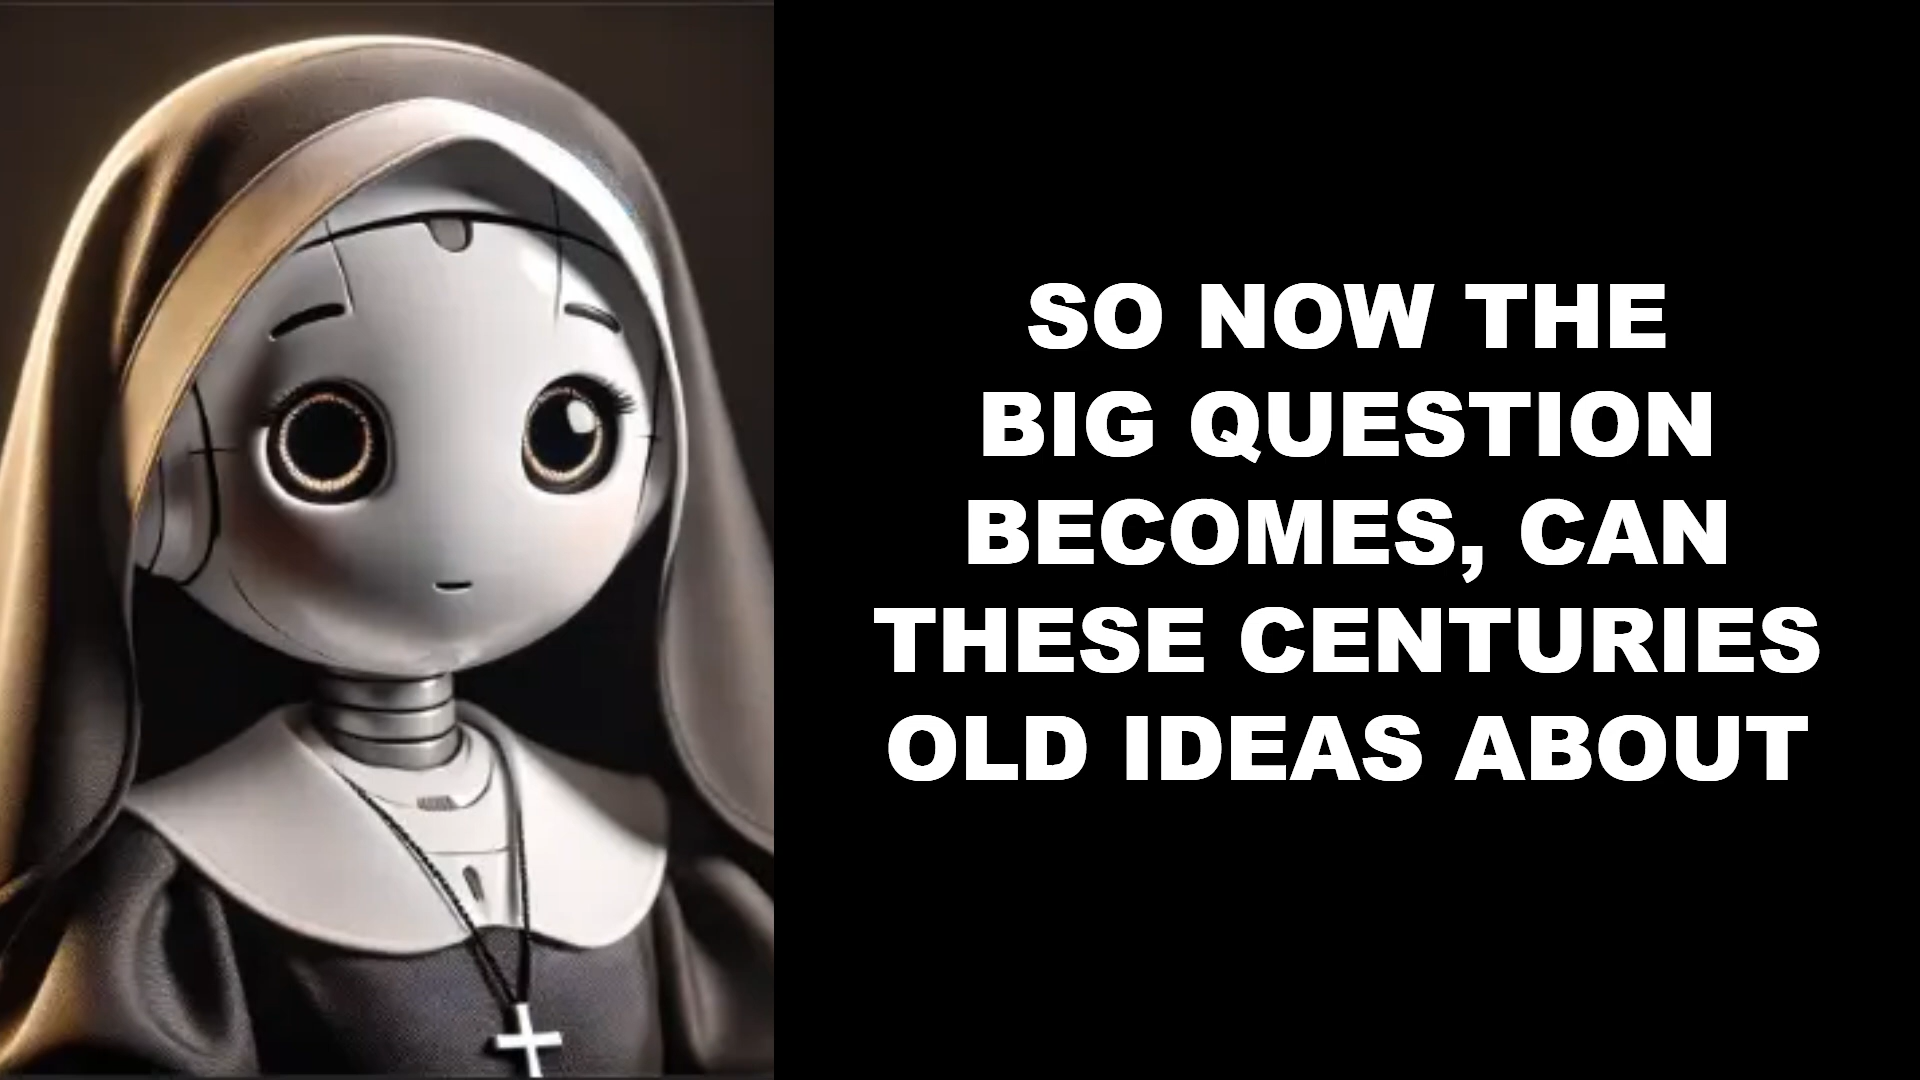 SO NOW THE
BIG QUESTION
BECOMES, CAN
THESE CENTURIES
OLD IDEAS ABOUT